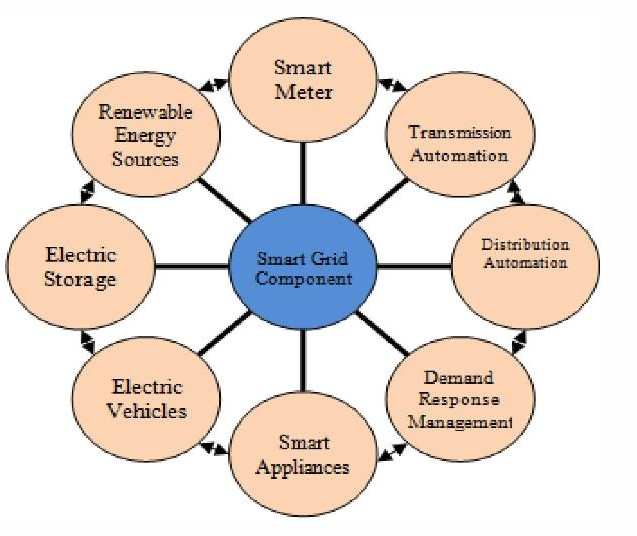 Smart
Meter
Renewable
Energy
Sources
Transmission
Automation
Electric
Storage
Smart Grid
Component
Distribution
Automation
Electric
Vehicles
Demand
Response
Management
Smart
Appliances